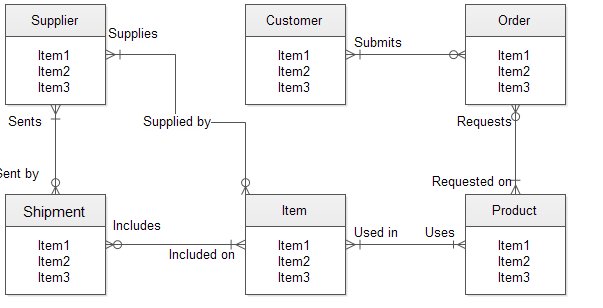 Supplier
Item1
Item2
Item3
Supplies
Customer
Item1
Item2
Item3
Submits
Order
Item1
Item2
Item3
Sents
Supplied by
Requests
ent by
Requested on
Shipment
Item1
Item2
Item3
Includes
Included on
Item
Item1
Item2
Item3
Used in
Uses
Product
Item1
Item2
Item3